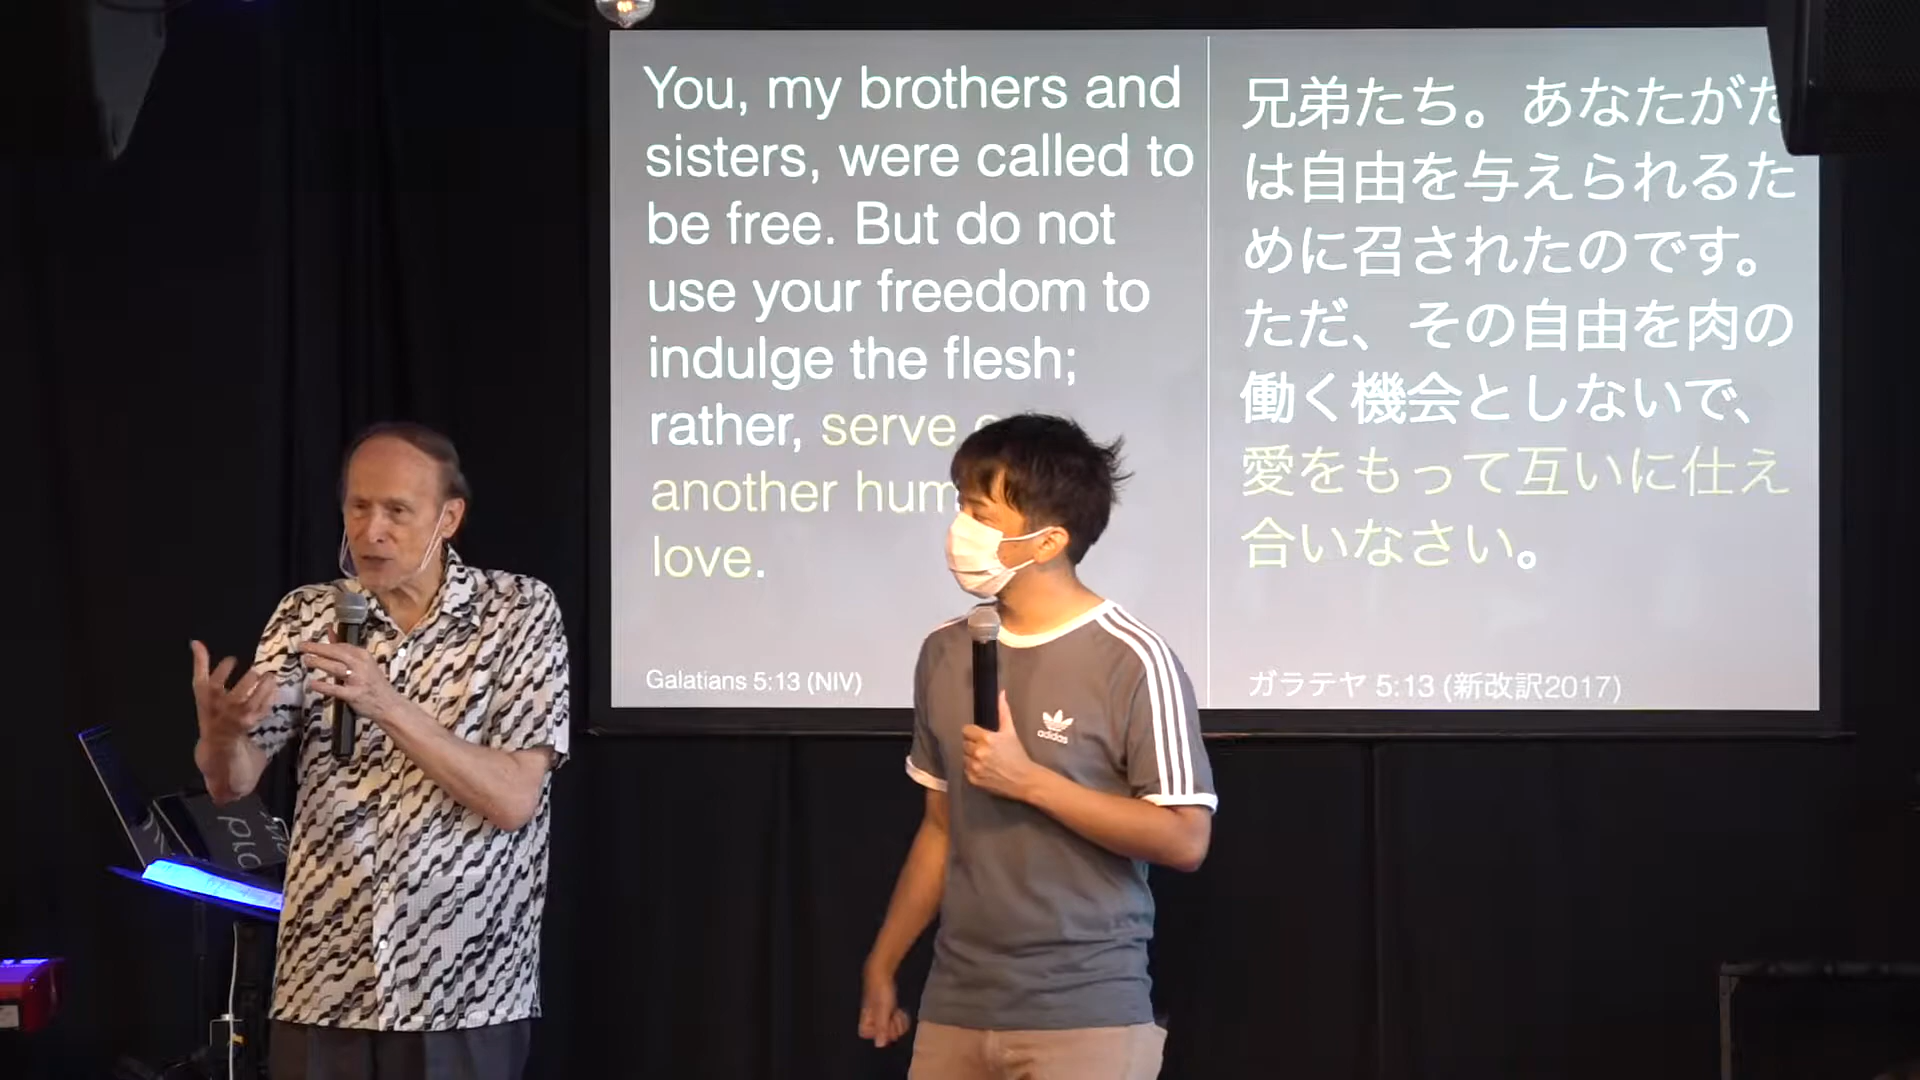 You, my brothers and
sisters, were called to
be free. But do not
use your freedom to
indulge the flesh;
rather, serve
another
love.
Galatians 5:13 (NIV)
兄弟たち。あなたがた
は自由を与えられるた
めに召されたのです。
ただ、その自由を肉の
働く機会としないで、
愛をもって互いに仕え
合いなさい。
ガラテヤ 5:13 (新改訳2017)
adidas